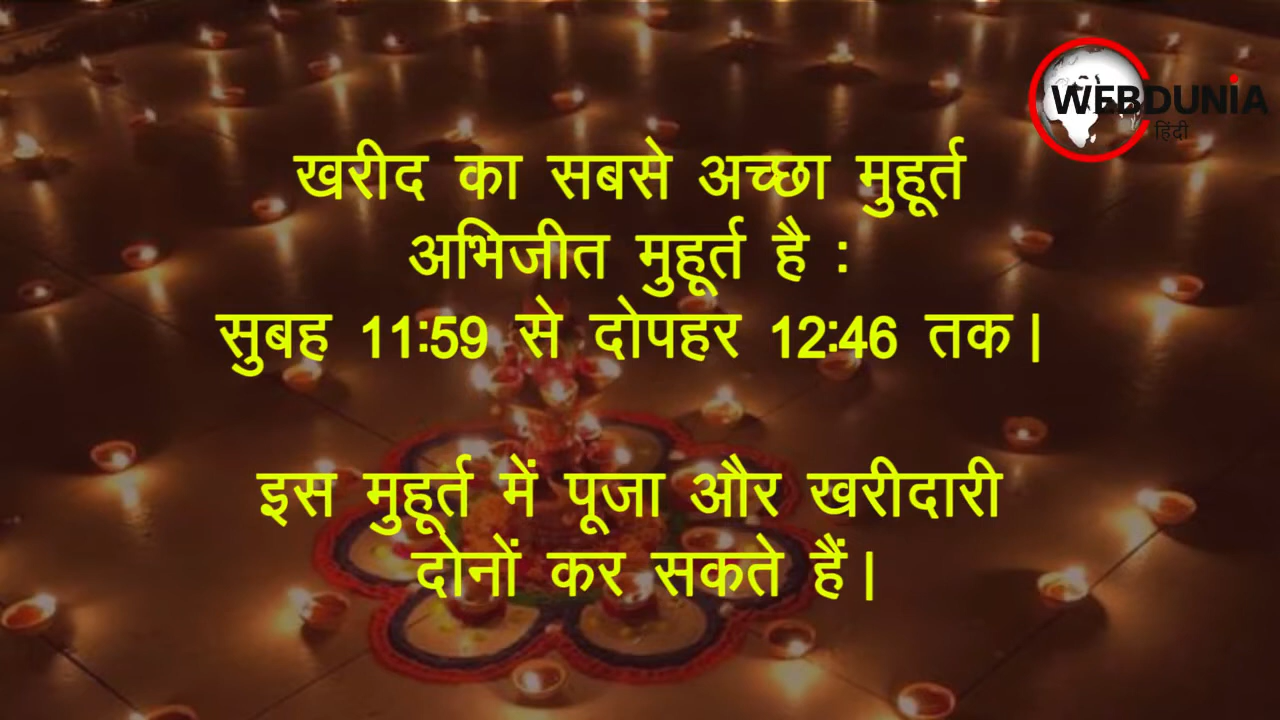 WEBDUNIA
हिंदी
खरीद का सबसे अच्छा मुहूर्त
अभिजीत मुहूर्त है :
सुबह 11:59 से दोपहर 12:46 तक।
इस मुहूर्त में पूजा और खरीदारी
दोनों कर सकते हैं।